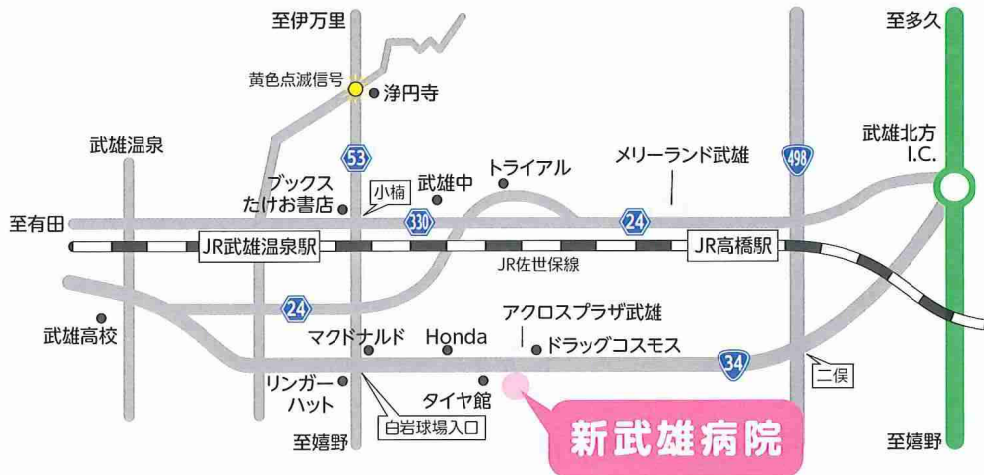 至伊万里
至多久
黄色点滅信号
浄円寺
武雄温泉
武雄北方
I.C.
53
498
トライアル
メリーランド武雄
ブックス
たけお書店
小楠
武雄中
至有田
330
24
JR武雄温泉駅
JR高橋駅
JR佐世保線
24
武雄高校
アクロスプラザ武雄
マクドナルド
Honda
ドラッグコスモス
34
二俣
リンガー
ハット
タイヤ館
白岩球場入口
新武雄病院
至嬉野
至嬉野